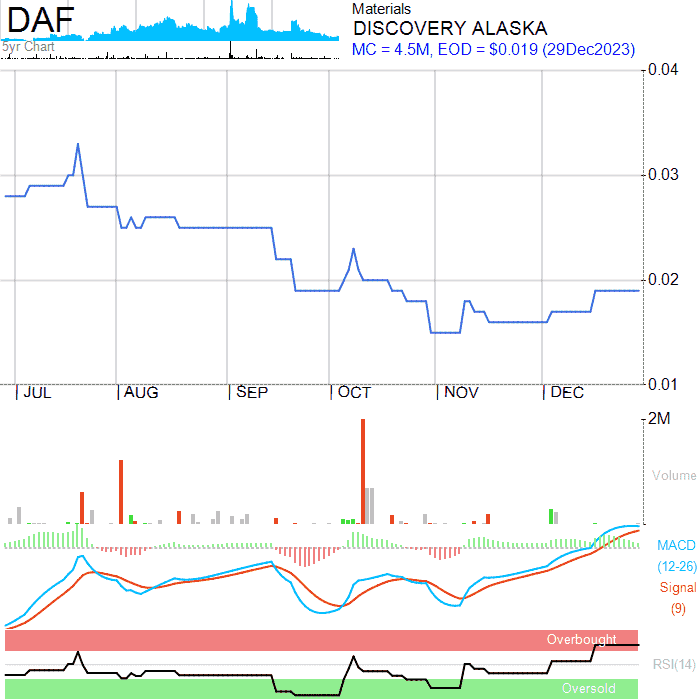 DAF
5yr Chart
Materials
DISCOVERY ALASKA
MC = 4.5M, EOD = $0.019 (29Dec2023)
0.04
0.03
0.02
0.01
JUL AUG SEP OCT NOV DEC
2M
Volume
MACD
(12-26)
Signal
(9)
Overbought
RSI(14)
Oversold